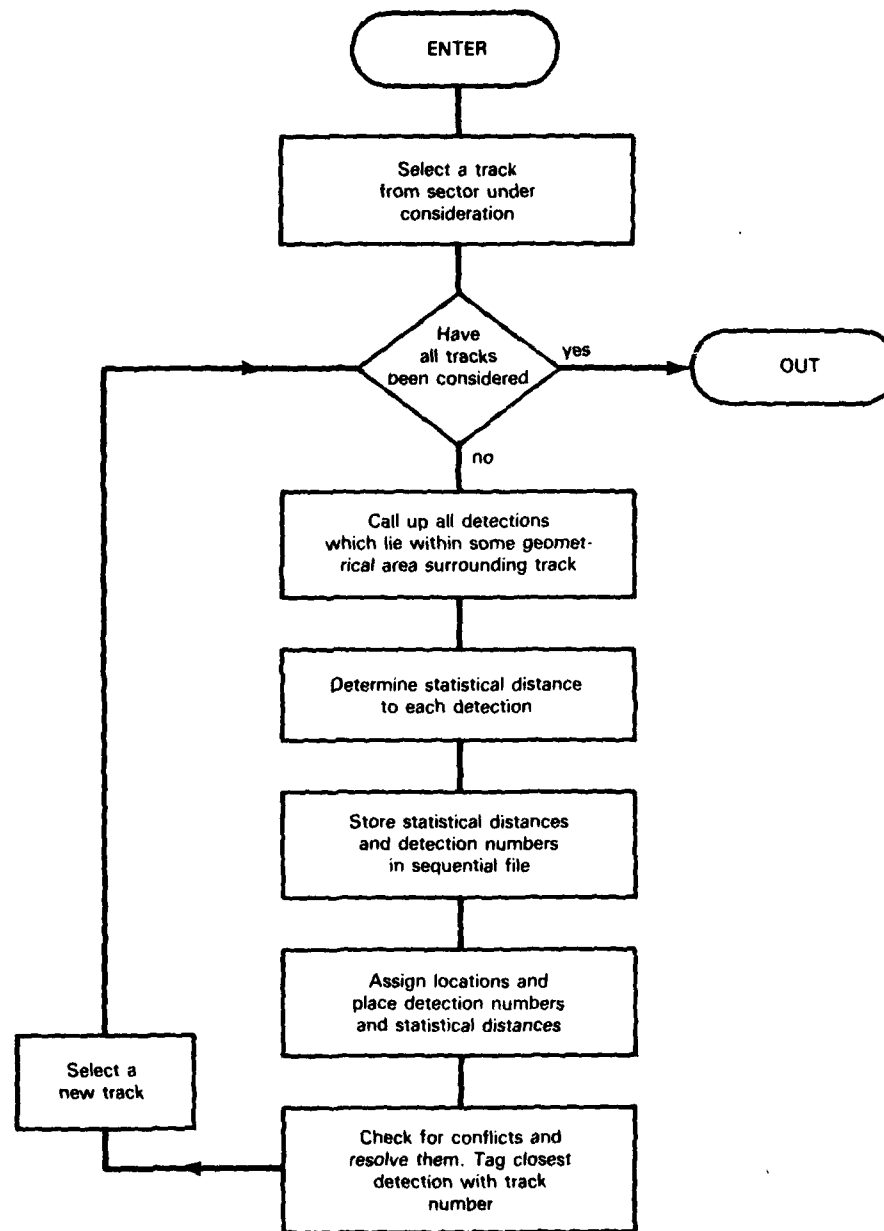 ENTER
Select a track
from sector under
consideration
Have
all tracks
been considered
yes
OUT
no
Call up all detections
which lie within some geomet-
rical area surrounding track
Determine statistical distance
to each detection
Store statistical distances
and detection numbers
in sequential file
Assign locations and
place detection numbers
and statistical distances
Select a
new track
Check for conflicts and
resolve them. Tag closest
detection with track
number